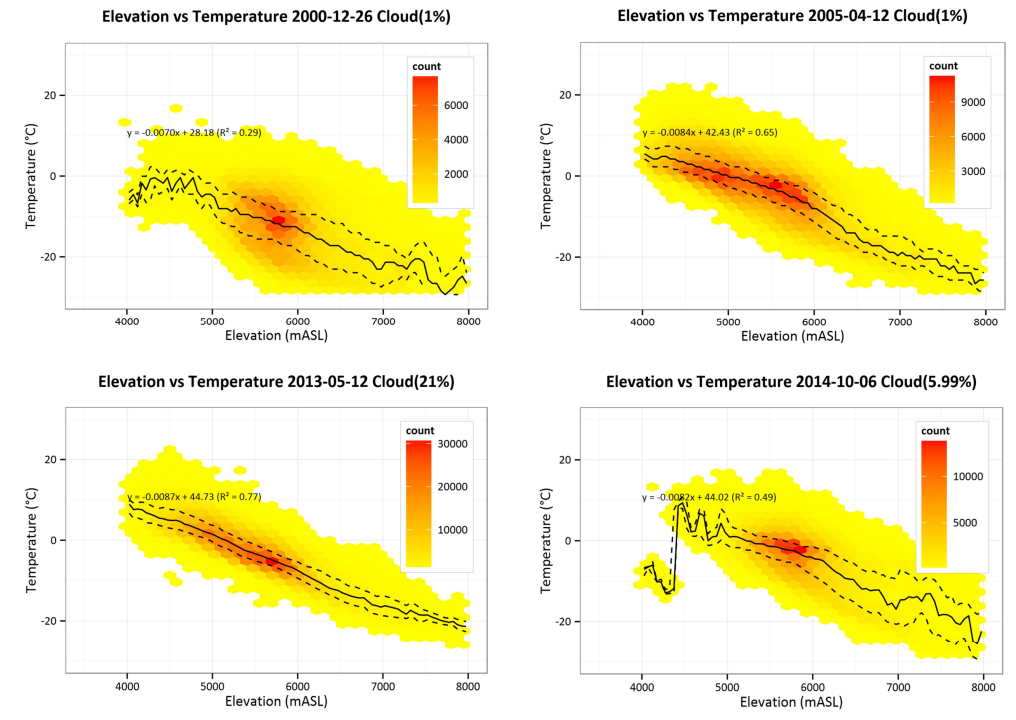 Elevation vs Temperature 2000-12-26 Cloud(1%)
Temperature (°C)
20
0
-20
y = -0.0070x + 28.18 (R² = 0.29)
count
6000
4000
2000
4000 5000 6000 7000 8000
Elevation (mASL)
Elevation vs Temperature 2005-04-12 Cloud(1%)
Temperature (°C)
20
0
-20
y = -0.0084x + 42.43 (R² = 0.65)
count
9000
6000
3000
4000 5000 6000 7000 8000
Elevation (mASL)
Elevation vs Temperature 2013-05-12 Cloud(21%)
Temperature (°C)
20
0
-20
y = -0.0087x + 44.73 (R² = 0.77)
count
30000
20000
10000
4000 5000 6000 7000 8000
Elevation (mASL)
Elevation vs Temperature 2014-10-06 Cloud(5.99%)
Temperature (°C)
20
0
-20
y = -0.0082x + 44.02 (R² = 0.49)
count
10000
5000
4000 5000 6000 7000 8000
Elevation (mASL)